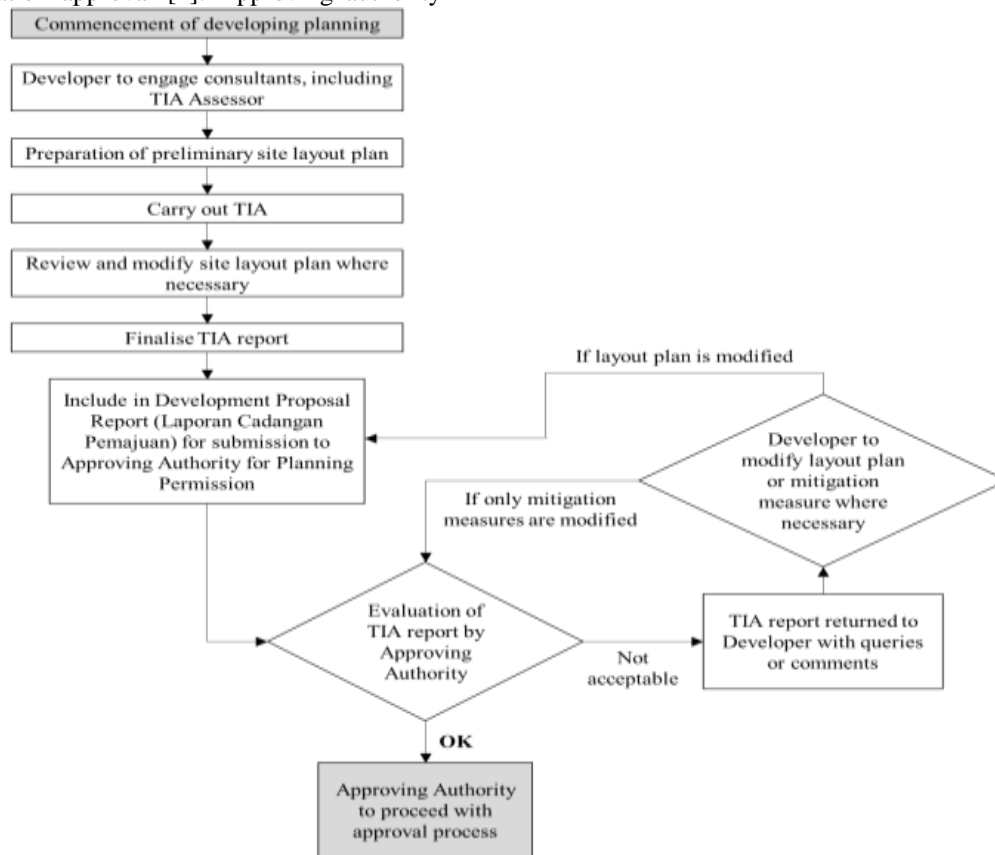 approval
Approving authority
Commencement of developing planning
Developer to engage consultants, including
TIA Assessor
Preparation of preliminary site layout plan
Carry out TIA
Review and modify site layout plan where
necessary
Finalise TIA report
If layout plan is modified
Include in Development Proposal
Report (Laporan Cadangan
Pemajuan) for submission to
Approving Authority for Planning
Permission
Developer to
modify layout plan
or mitigation
measure where
necessary
If only mitigation
measures are modified
Evaluation of
TIA report by
Approving
Authority
Not
acceptable
TIA report returned to
Developer with queries
or comments
OK
Approving Authority
to proceed with
approval process